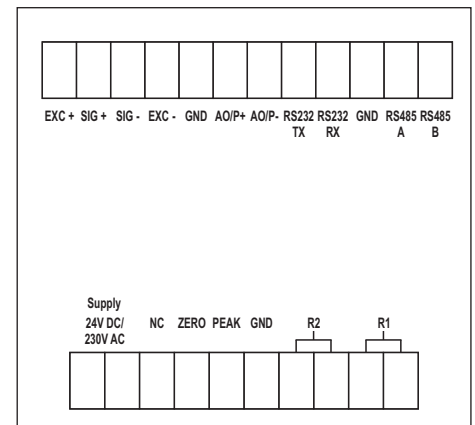 EXC + SIG + SIG - EXC - GND AO/P+ AO/P- RS232 RS232 GND RS485 RS485
TX RX A B
Supply
24V DC/ NC ZERO PEAK GND R2 R1
230V AC